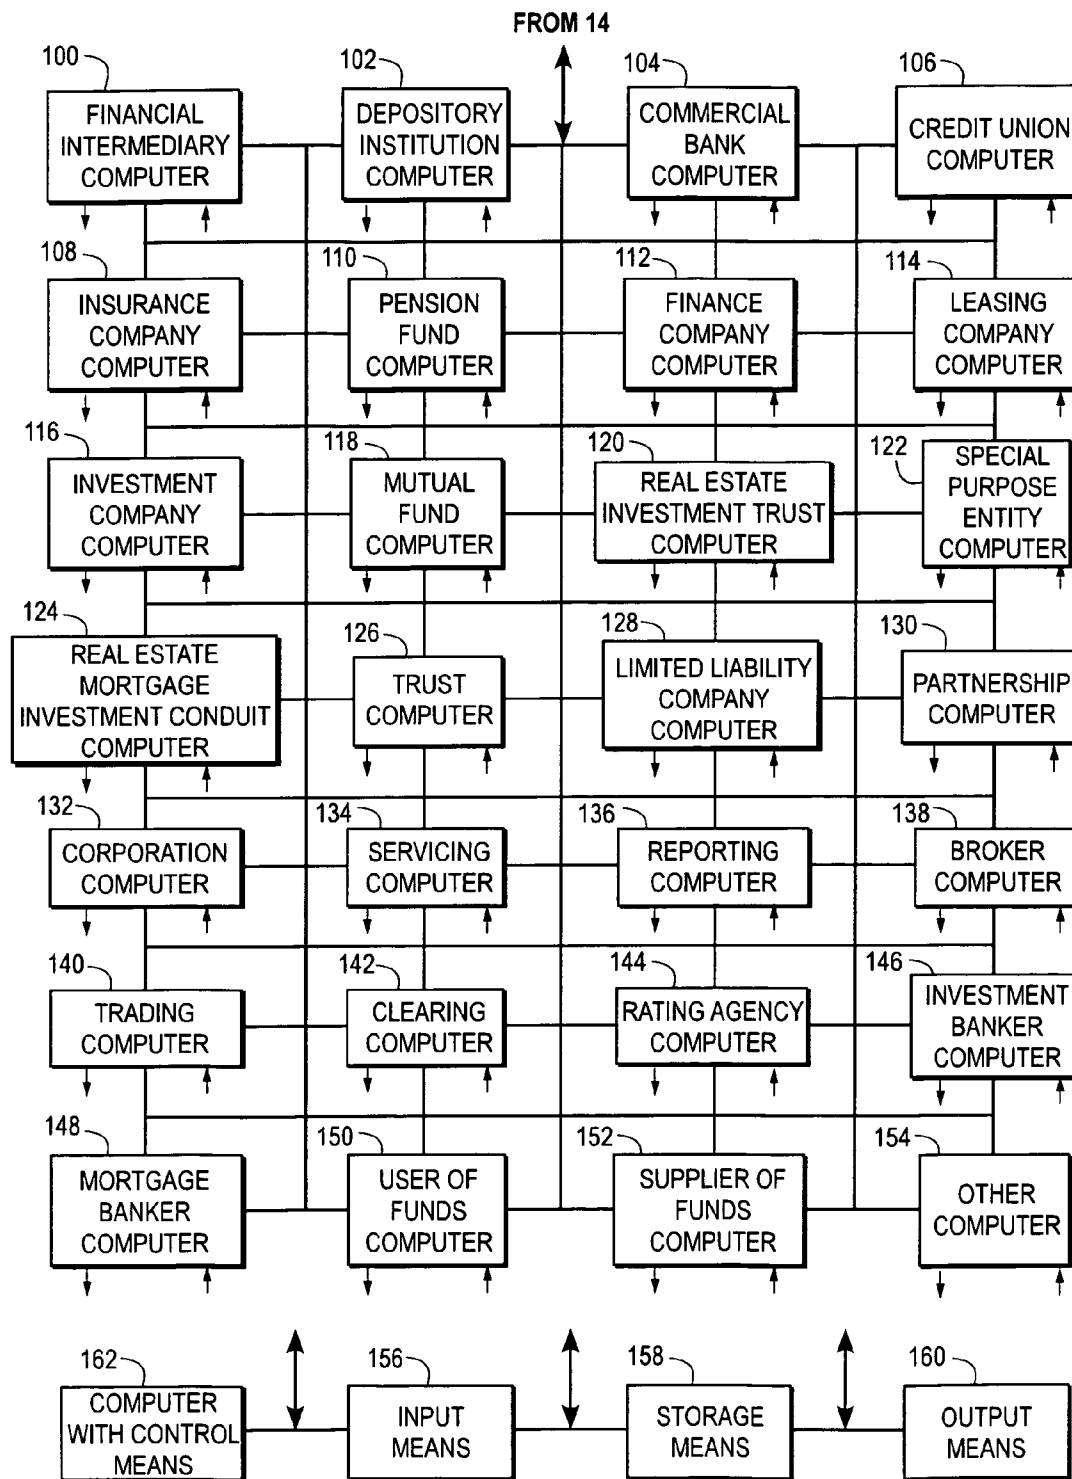 FROM 14
100
FINANCIAL
INTERMEDIARY
COMPUTER
102
DEPOSITORY
INSTITUTION
COMPUTER
104
COMMERCIAL
BANK
COMPUTER
106
CREDIT UNION
COMPUTER
108
INSURANCE
COMPANY
COMPUTER
110
PENSION
FUND
COMPUTER
112
FINANCE
COMPANY
COMPUTER
114
LEASING
COMPANY
COMPUTER
116
INVESTMENT
COMPANY
COMPUTER
118
MUTUAL
FUND
COMPUTER
120
REAL ESTATE
INVESTMENT TRUST
COMPUTER
122
SPECIAL
PURPOSE
ENTITY
COMPUTER
124
REAL ESTATE
MORTGAGE
INVESTMENT CONDUIT
COMPUTER
126
TRUST
COMPUTER
128
LIMITED LIABILITY
COMPANY
COMPUTER
130
PARTNERSHIP
COMPUTER
132
CORPORATION
COMPUTER
134
SERVICING
COMPUTER
136
REPORTING
COMPUTER
138
BROKER
COMPUTER
140
TRADING
COMPUTER
142
CLEARING
COMPUTER
144
RATING AGENCY
COMPUTER
146
INVESTMENT
BANKER
COMPUTER
148
MORTGAGE
BANKER
COMPUTER
150
USER OF
FUNDS
COMPUTER
152
SUPPLIER OF
FUNDS
COMPUTER
154
OTHER
COMPUTER
162
COMPUTER
WITH CONTROL
MEANS
156
INPUT
MEANS
158
STORAGE
MEANS
160
OUTPUT
MEANS